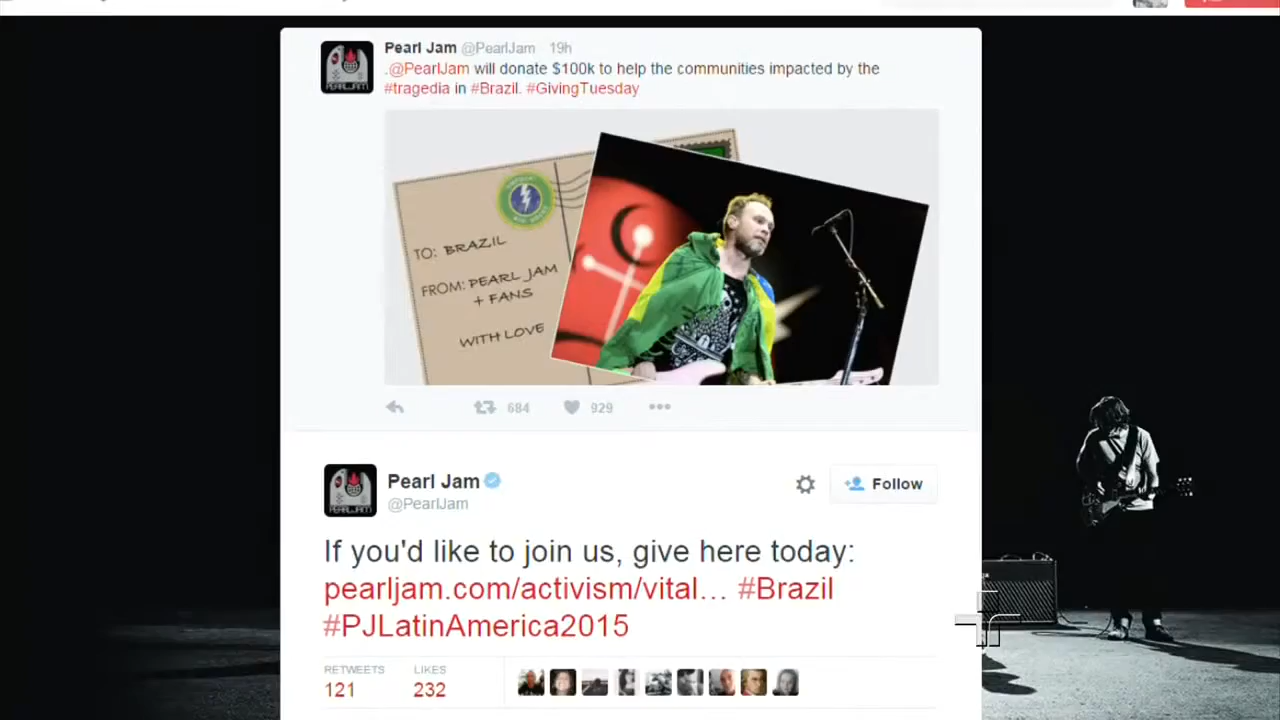 Pearl Jam @PearlJam 19h
.@PearlJam will donate $100k to help the communities impacted by the
#tragedia in #Brazil. #GivingTuesday
TO: BRAZIL
FROM: PEARL JAM
+ FANS
WITH LOVE
684 929
Pearl Jam
@PearlJam
Follow
If you'd like to join us, give here today:
pearljam.com/activism/vital… #Brazil
#PJLatinAmerica2015
RETWEETS LIKES
121 232